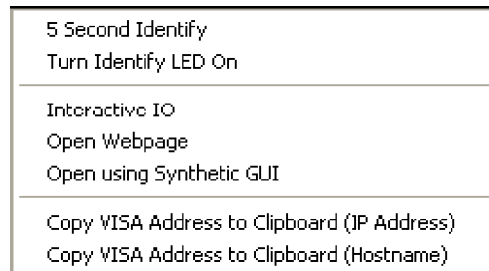 5 Second Identify
Turn Identify LED On
Interactive IO
Open Webpage
Open using Synthetic GUI
Copy VISA Address to Clipboard (IP Address)
Copy VISA Address to Clipboard (Hostname)